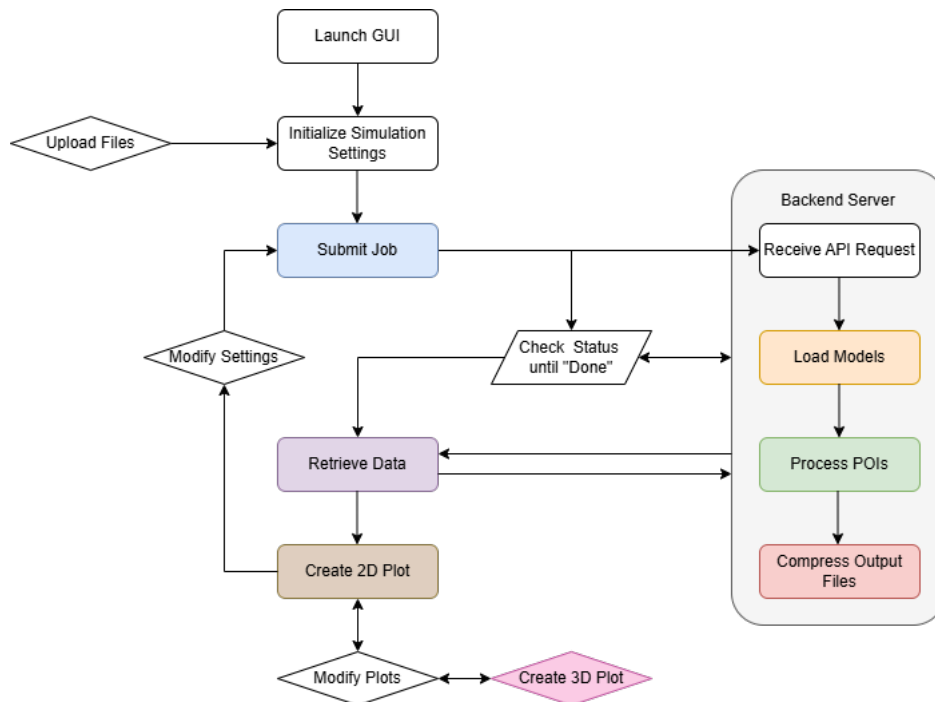 Launch GUI
Upload Files
Initialize Simulation
Settings
Backend Server
Submit Job
Receive API Request
Modify Settings
Check Status
until "Done"
Load Models
Retrieve Data
Process POIs
Create 2D Plot
Compress Output
Files
Modify Plots
Create 3D Plot